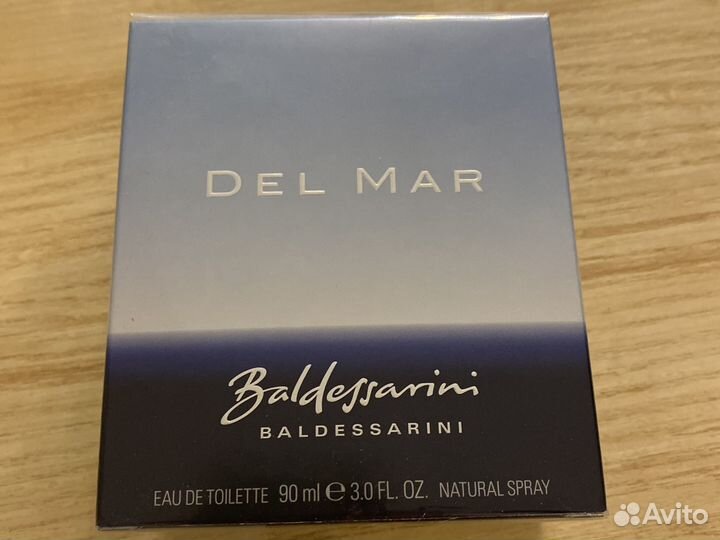 DEL MAR
Baldessarini
BALDESSARINI
EAU DE TOILETTE 90 ml ℮ 3.0 FL. OZ. NATURAL SPRAY
Avito